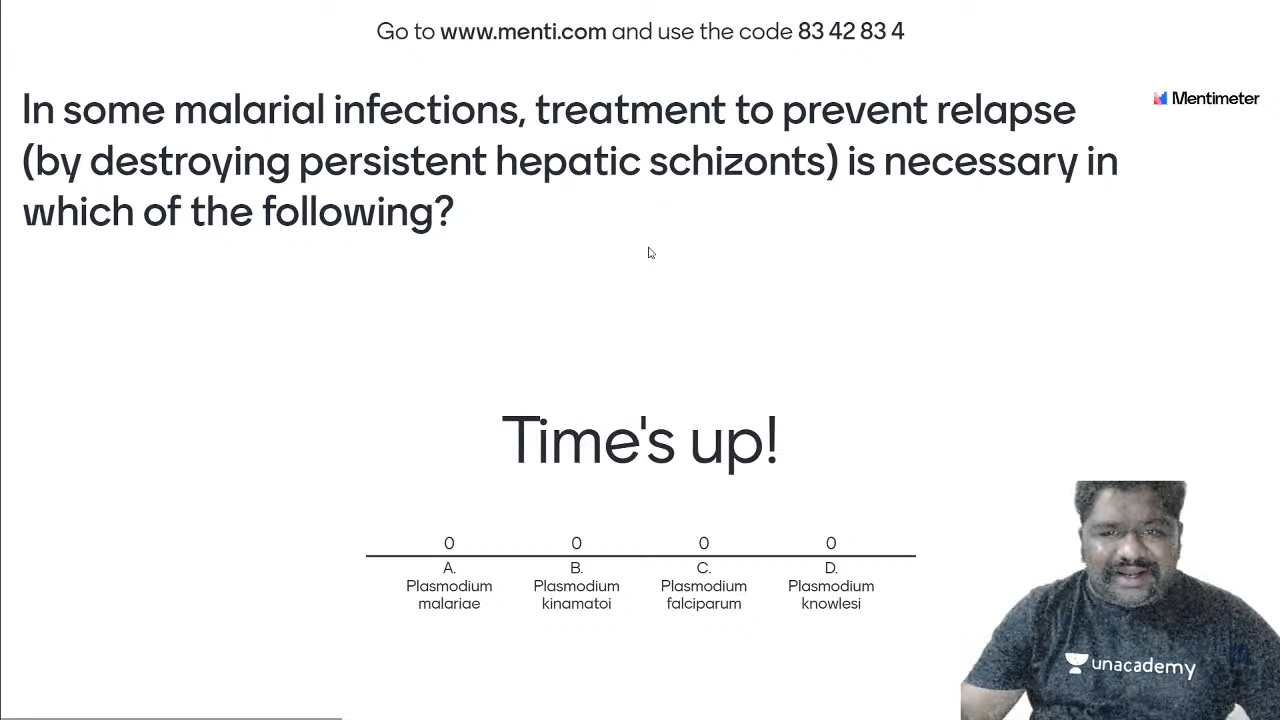 Go to www.menti.com and use the code 83 42 83 4
In some malarial infections, treatment to prevent relapse
(by destroying persistent hepatic schizonts) is necessary in
which of the following?
Mentimeter
Time's up!
0 0 0 0
A. B. C. D.
Plasmodium Plasmodium Plasmodium Plasmodium
malariae kinamatoi falciparum knowlesi
unacademy